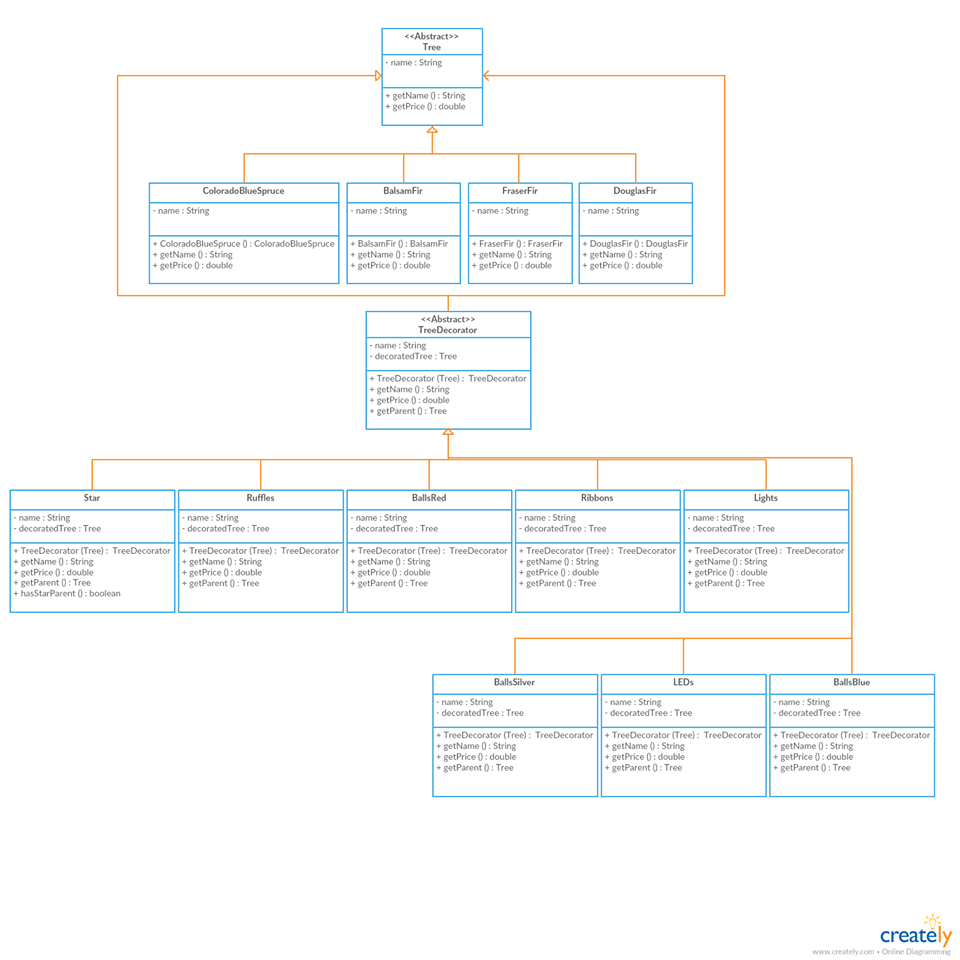 <<Abstract>>
Tree
- name : String
+ getName () : String
+ getPrice () : double
ColoradoBlueSpruce
- name : String
+ ColoradoBlueSpruce () : ColoradoBlueSpruce
+ getName () : String
+ getPrice () : double
BalsamFir
- name : String
+ BalsamFir () : BalsamFir
+ getName () : String
+ getPrice () : double
FraserFir
- name : String
+ FraserFir () : FraserFir
+ getName () : String
+ getPrice () : double
DouglasFir
- name : String
+ DouglasFir () : DouglasFir
+ getName () : String
+ getPrice () : double
<<Abstract>>
TreeDecorator
- name : String
- decoratedTree : Tree
+ TreeDecorator (Tree) : TreeDecorator
+ getName () : String
+ getPrice () : double
+ getParent () : Tree
Star
- name : String
- decoratedTree : Tree
+ TreeDecorator (Tree) : TreeDecorator
+ getName () : String
+ getPrice () : double
+ getParent () : Tree
+ hasStarParent () : boolean
Ruffles
- name : String
- decoratedTree : Tree
+ TreeDecorator (Tree) : TreeDecorator
+ getName () : String
+ getPrice () : double
+ getParent () : Tree
BallsRed
- name : String
- decoratedTree : Tree
+ TreeDecorator (Tree) : TreeDecorator
+ getName () : String
+ getPrice () : double
+ getParent () : Tree
Ribbons
- name : String
- decoratedTree : Tree
+ TreeDecorator (Tree) : TreeDecorator
+ getName () : String
+ getPrice () : double
+ getParent () : Tree
Lights
- name : String
- decoratedTree : Tree
+ TreeDecorator (Tree) : TreeDecorator
+ getName () : String
+ getPrice () : double
+ getParent () : Tree
BallsSilver
- name : String
- decoratedTree : Tree
+ TreeDecorator (Tree) : TreeDecorator
+ getName () : String
+ getPrice () : double
+ getParent () : Tree
LEDs
- name : String
- decoratedTree : Tree
+ TreeDecorator (Tree) : TreeDecorator
+ getName () : String
+ getPrice () : double
+ getParent () : Tree
BallsBlue
- name : String
- decoratedTree : Tree
+ TreeDecorator (Tree) : TreeDecorator
+ getName () : String
+ getPrice () : double
+ getParent () : Tree
creately
www.creately.com • Online Diagramming